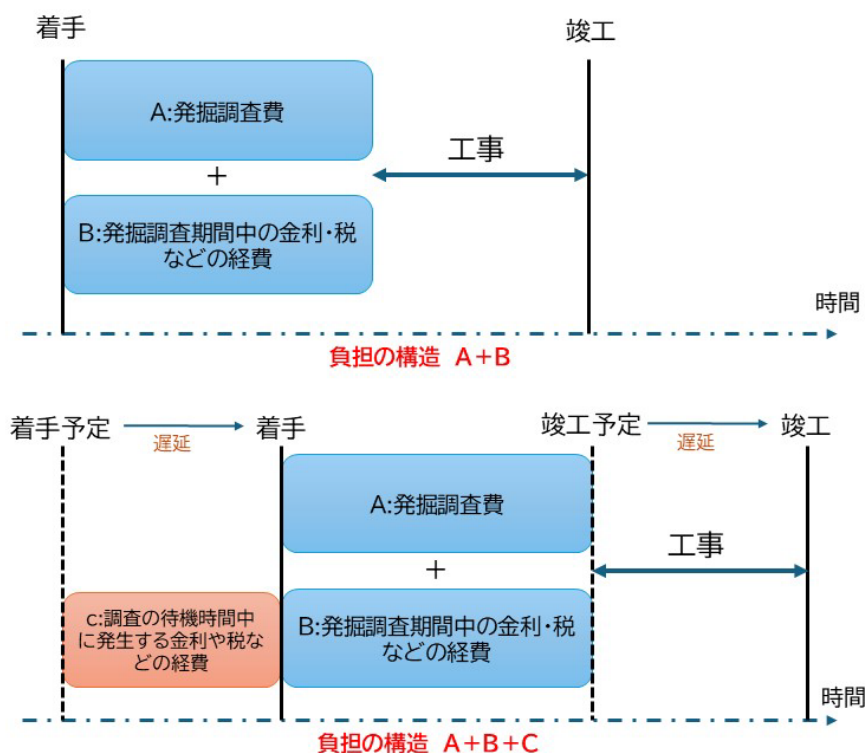 着手
竣工
A:発掘調査費
工事
+
B:発掘調査期間中の金利・税
などの経費
時間
負担の構造 A+B
着手予定
遅延
着手
竣工予定
遅延
竣工
A:発掘調査費
工事
+
c:調査の待機時間中
に発生する金利や税な
どの経費
B:発掘調査期間中の金利・税
などの経費
時間
負担の構造 A+B+C